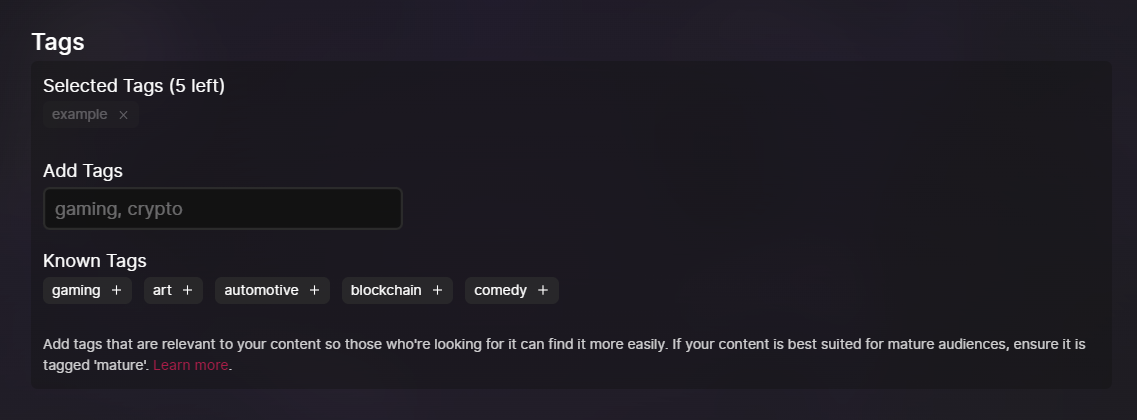 Tags
Selected Tags (5 left)
example ×
Add Tags
gaming, crypto
Known Tags
gaming + art + automotive + blockchain + comedy +
Add tags that are relevant to your content so those who're looking for it can find it more easily. If your content is best suited for mature audiences, ensure it is
tagged 'mature'. Learn more.